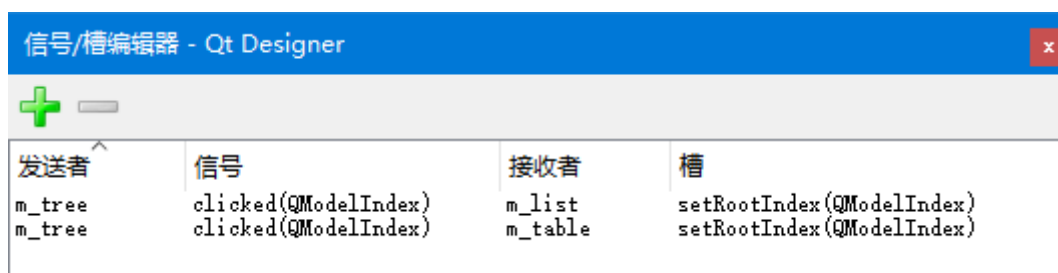 信号/槽编辑器 - Qt Designer
x
发送者 信号 接收者 槽
m_tree clicked(QModelIndex) m_list setRootIndex(QModelIndex)
m_tree clicked(QModelIndex) m_table setRootIndex(QModelIndex)